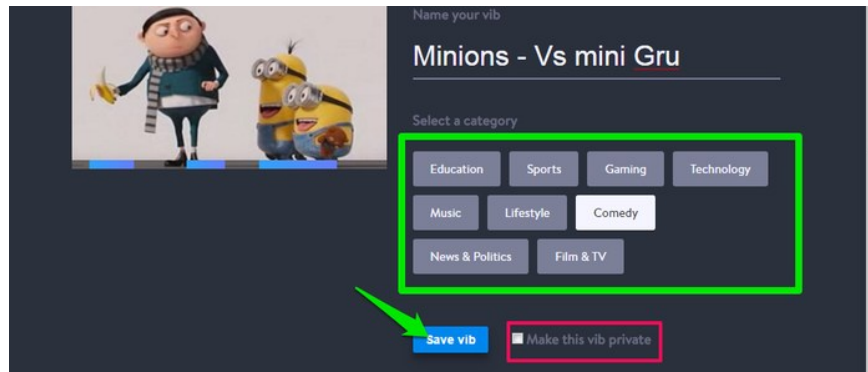 Name your vib
Minions - Vs mini Gru
Select a category
Education Sports Gaming Technology
Music Lifestyle Comedy
News & Politics Film & TV
Save vib Make this vib private